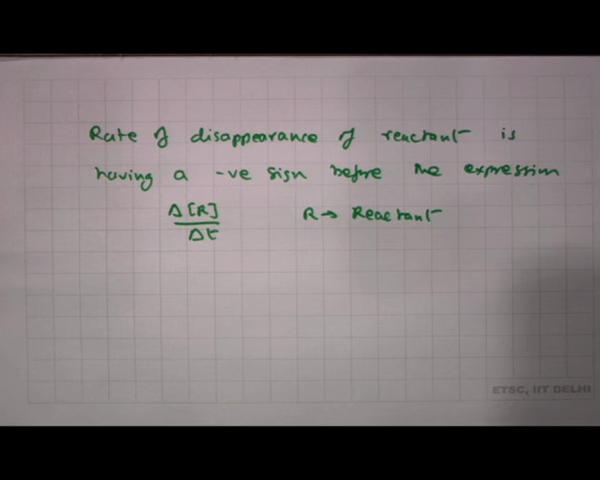 Rate of disappearance of reactant is
having a -ve sign before the expression
Δ[R]
Δt
R → Reactant
ETSC, IIT DELHI